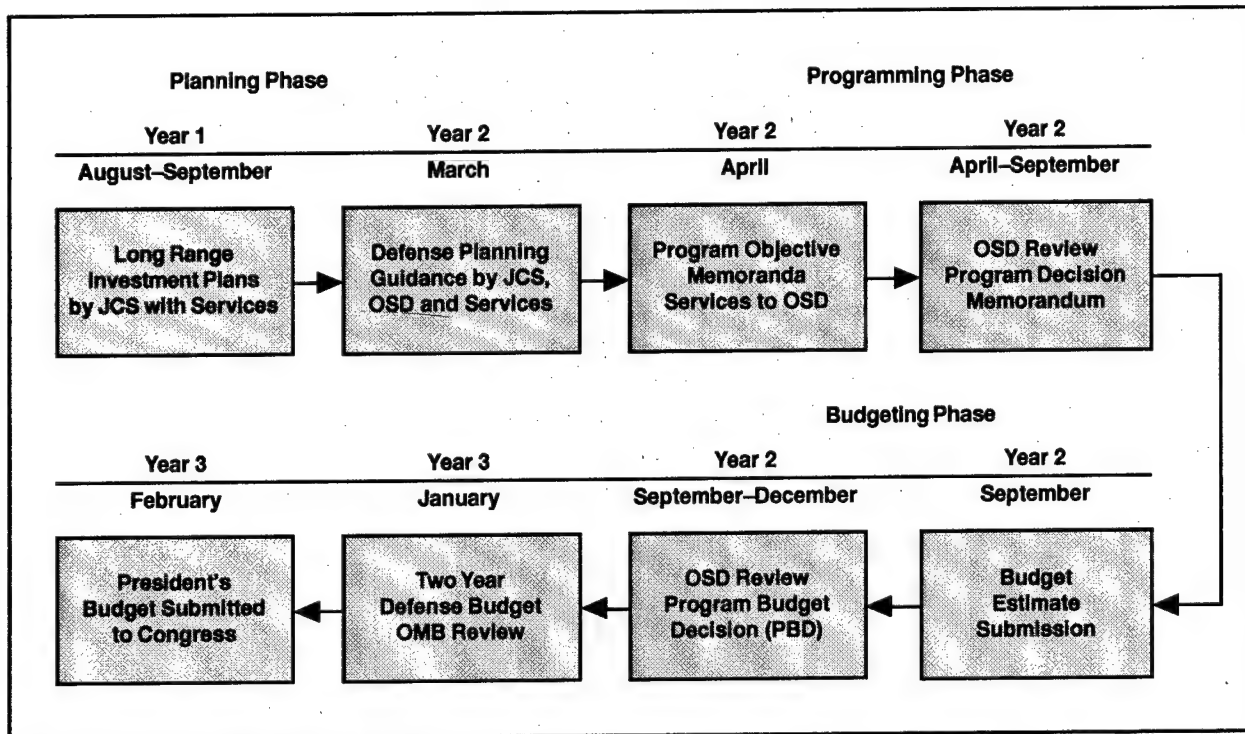 Planning Phase
Programming Phase
Year 1
Year 2
Year 2
Year 2
August–September
March
April
April–September
Long Range
Investment Plans
by JCS with Services
Defense Planning
Guidance by JCS,
OSD and Services
Program Objective
Memoranda
Services to OSD
OSD Review
Program Decision
Memorandum
Budgeting Phase
Year 3
Year 3
Year 2
Year 2
February
January
September–December
September
President's
Budget Submitted
to Congress
Two Year
Defense Budget
OMB Review
OSD Review
Program Budget
Decision (PBD)
Budget
Estimate
Submission